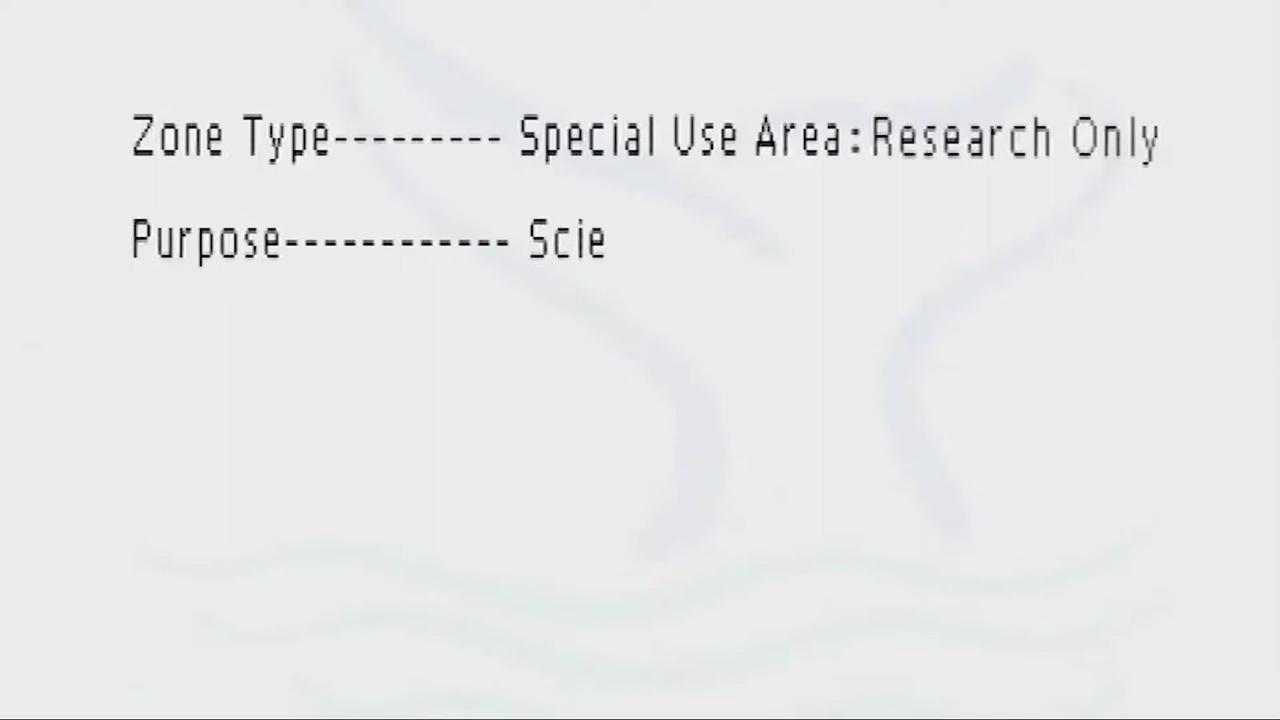 Zone Type--------- Special Use Area:Research Only
Purpose------------ Scie